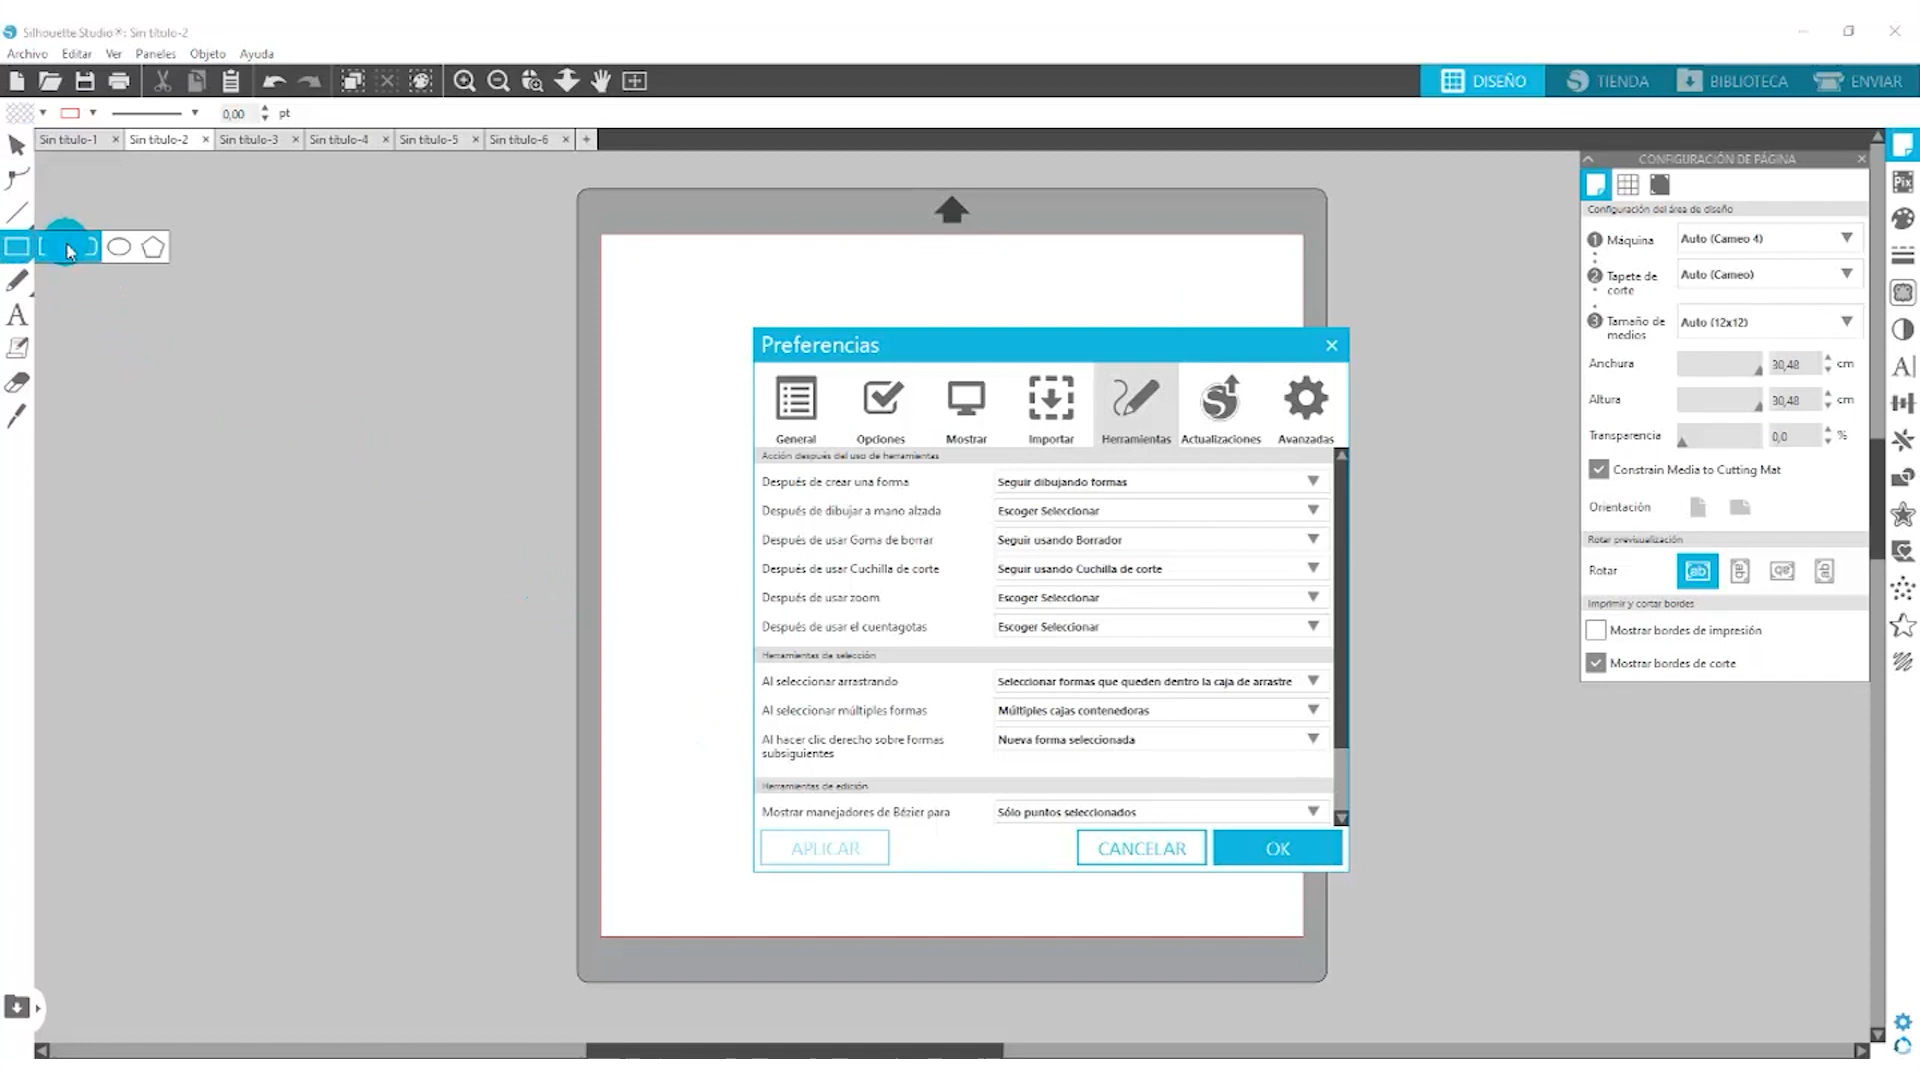 Silhouette Studio®: Sin título-2
Archivo Editar Ver Paneles Objeto Ayuda
DISEÑO TIENDA BIBLIOTECA ENVIAR
0,00 pt
Sin título-1 Sin título-2 Sin título-3 Sin título-4 Sin título-5 Sin título-6
CONFIGURACIÓN DE PÁGINA
Configuración del área de diseño
1 Máquina Auto (Cameo 4)
2 Tapete de corte Auto (Cameo)
3 Tamaño de medios Auto (12x12)
Anchura 30,48 cm
Altura 30,48 cm
Transparencia 0,0 %
Constrain Media to Cutting Mat
Orientación
Rotar previsualización
Rotar ab ab ab ab
Imprimir y cortar bordes
Mostrar bordes de impresión
Mostrar bordes de corte
Pix
A
A
Preferencias
General Opciones Mostrar Importar Herramientas Actualizaciones Avanzadas
Acción después del uso de herramientas
Después de crear una forma Seguir dibujando formas
Después de dibujar a mano alzada Escoger Seleccionar
Después de usar Goma de borrar Seguir usando Borrador
Después de usar Cuchilla de corte Seguir usando Cuchilla de corte
Después de usar zoom Escoger Seleccionar
Después de usar el cuentagotas Escoger Seleccionar
Herramientas de selección
Al seleccionar arrastrando Seleccionar formas que queden dentro la caja de arrastre
Al seleccionar múltiples formas Múltiples cajas contenedoras
Al hacer clic derecho sobre formas subsiguientes Nueva forma seleccionada
Herramientas de edición
Mostrar manejadores de Bézier para Sólo puntos seleccionados
APLICAR CANCELAR OK